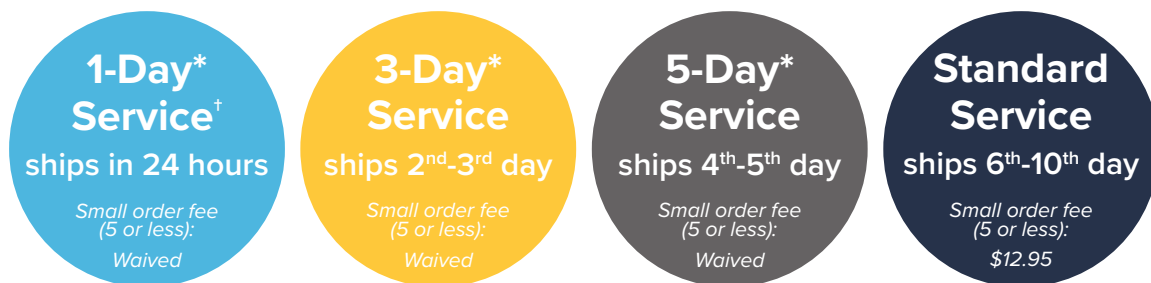 1-Day*
Service†
ships in 24 hours
Small order fee
(5 or less):
Waived
3-Day*
Service
ships 2nd-3rd day
Small order fee
(5 or less):
Waived
5-Day*
Service
ships 4th-5th day
Small order fee
(5 or less):
Waived
Standard
Service
ships 6th-10th day
Small order fee
(5 or less):
$12.95